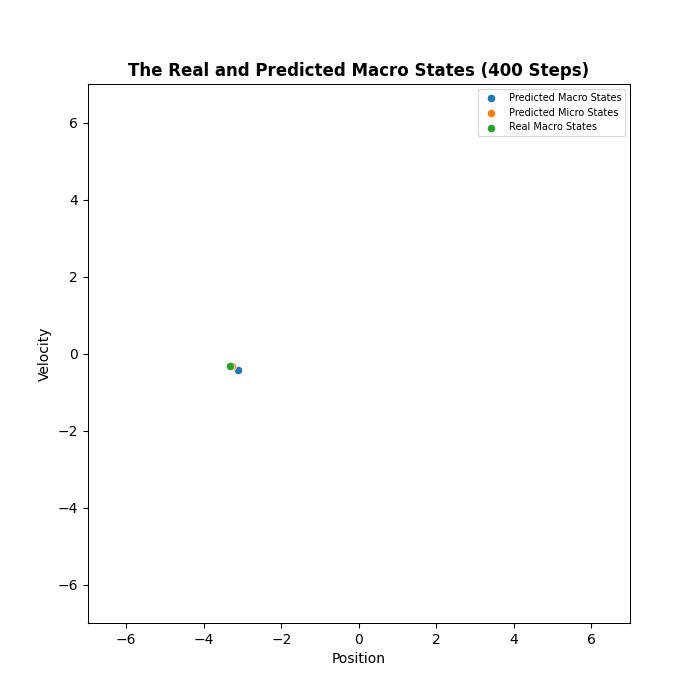 The Real and Predicted Macro States (400 Steps)
Predicted Macro States
Predicted Micro States
Real Macro States
6
4
2
0
−2
−4
−6
Velocity
−6 −4 −2 0 2 4 6
Position